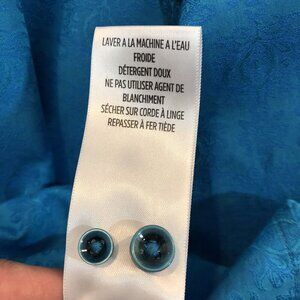 LAVER A LA MACHINE A L'EAU
FROIDE
DÉTERGENT DOUX
NE PAS UTILISER AGENT DE
BLANCHIMENT
SÉCHER SUR CORDE À LINGE
REPASSER À FER TIÈDE